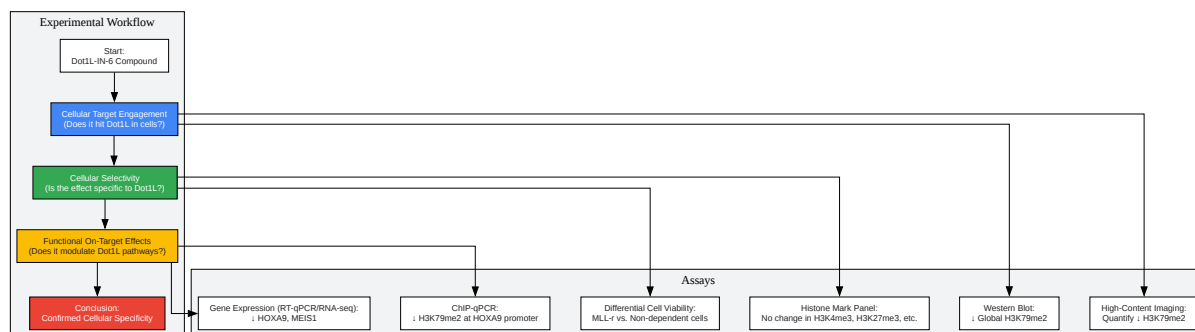 Experimental Workflow
Start:
Dot1L-IN-6 Compound
Cellular Target Engagement
(Does it hit Dot1L in cells?)
Cellular Selectivity
(Is the effect specific to Dot1L?)
Functional On-Target Effects
(Does it modulate Dot1L pathways?)
Conclusion:
Confirmed Cellular Specificity
Assays
Gene Expression (RT-qPCR/RNA-seq):
↓ HOXA9, MEIS1
ChIP-qPCR:
↓ H3K79me2 at HOXA9 promoter
Differential Cell Viability:
MLL-r vs. Non-dependent cells
Histone Mark Panel:
No change in H3K4me3, H3K27me3, etc.
Western Blot:
↓ Global H3K79me2
High-Content Imaging:
Quantify ↓ H3K79me2